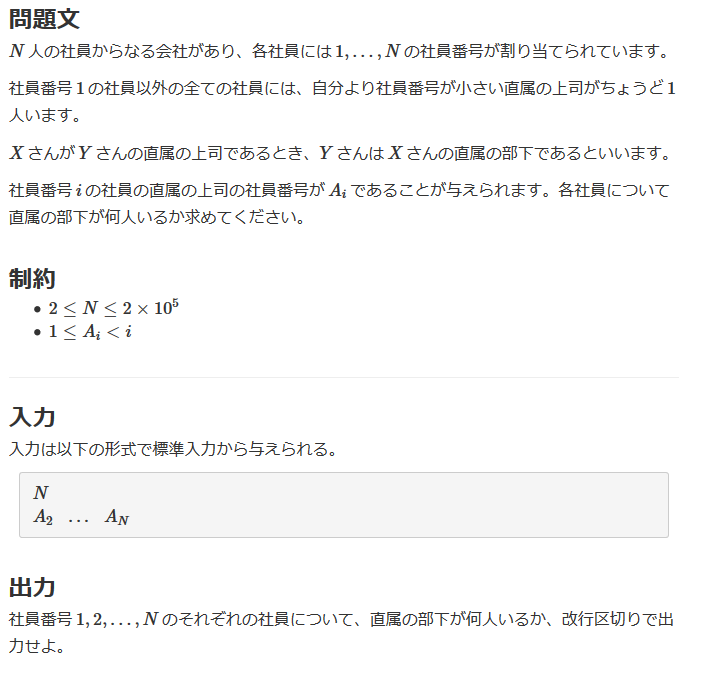 問題文
N 人の社員からなる会社があり、各社員には 1, … , N の社員番号が割り当てられています。
社員番号 1 の社員以外の全ての社員には、自分より社員番号が小さい直属の上司がちょうど 1
人います。
X さんが Y さんの直属の上司であるとき、Y さんは X さんの直属の部下であるといいます。
社員番号 i の社員の直属の上司の社員番号が A_i であることが与えられます。各社員について
直属の部下が何人いるか求めてください。
制約
• 2 ≤ N ≤ 2 × 10^5
• 1 ≤ A_i < i
入力
入力は以下の形式で標準入力から与えられる。
N
A_2 … A_N
出力
社員番号 1, 2, … , N のそれぞれの社員について、直属の部下が何人いるか、改行区切りで出
力せよ。